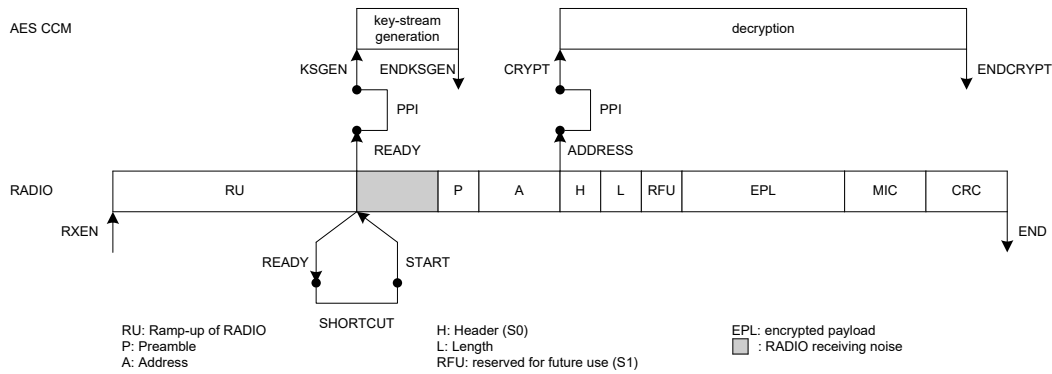 AES CCM
key-stream
generation
decryption
KSGEN
ENDKSGEN
CRYPT
ENDCRYPT
PPI
PPI
READY
ADDRESS
RADIO
RU
P
A
H
L
RFU
EPL
MIC
CRC
RXEN
END
READY
START
SHORTCUT
RU: Ramp-up of RADIO
P: Preamble
A: Address
H: Header (S0)
L: Length
RFU: reserved for future use (S1)
EPL: encrypted payload
: RADIO receiving noise